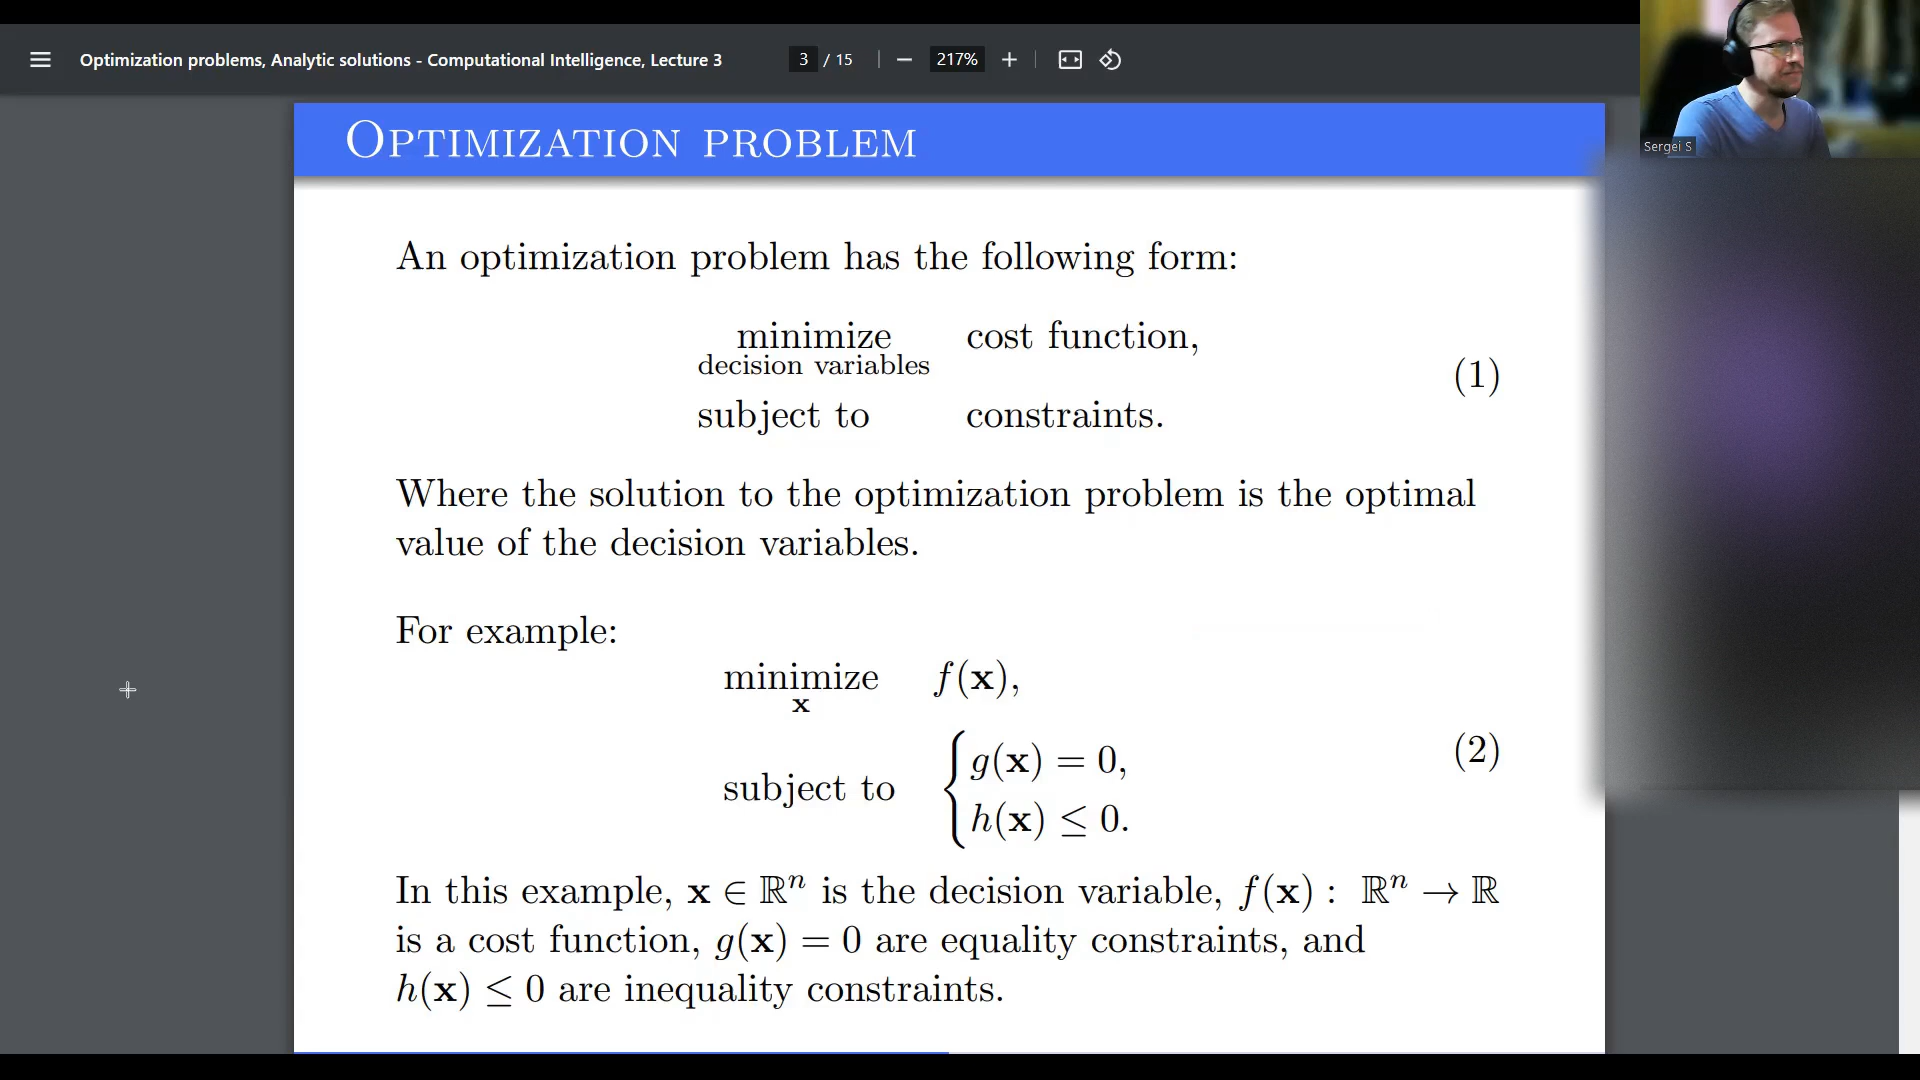 Optimization problems, Analytic solutions - Computational Intelligence, Lecture 3
3 / 15
217%
Sergei S
OPTIMIZATION PROBLEM
An optimization problem has the following form:
minimize cost function,
decision variables
(1)
subject to constraints.
Where the solution to the optimization problem is the optimal
value of the decision variables.
For example:
minimize f(x),
x
g(x) = 0,
(2)
subject to
h(x) ≤ 0.
In this example, x ∈ ℝⁿ is the decision variable, f(x) : ℝⁿ → ℝ
is a cost function, g(x) = 0 are equality constraints, and
h(x) ≤ 0 are inequality constraints.